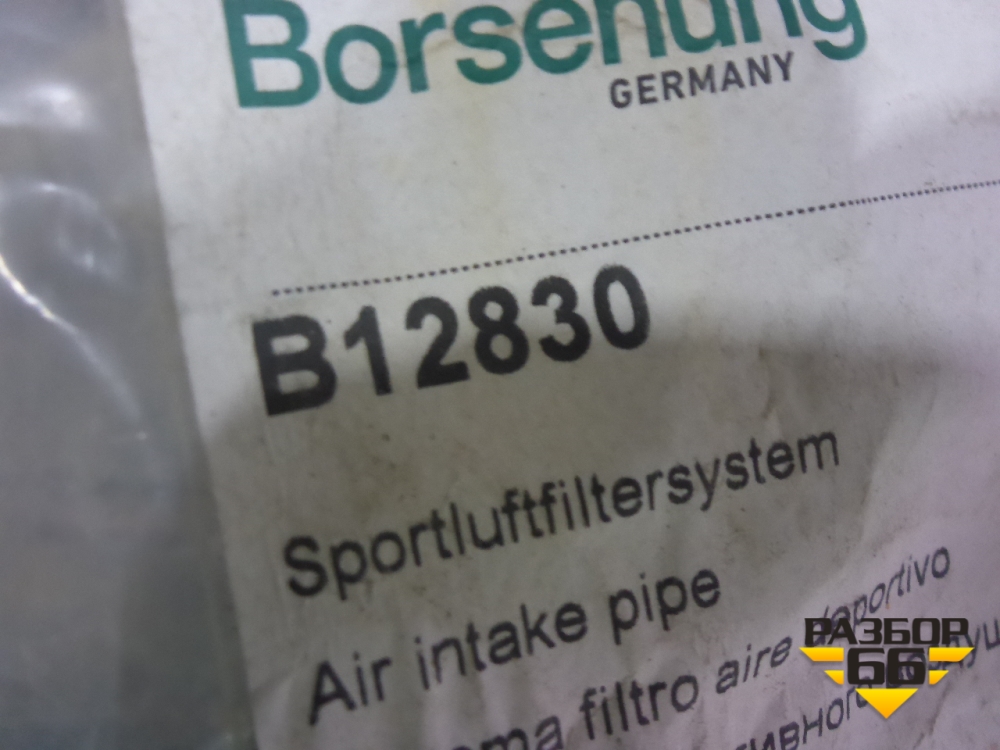 Borsehung
GERMANY
B12830
Sportluftfiltersystem
Air intake pipe
filtro aire deportivo
РАЗБОР
66